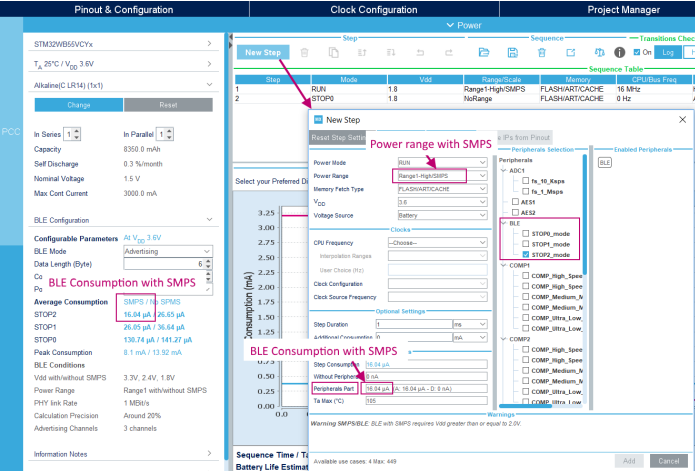 Pinout & Configuration
Clock Configuration
Project Manager
Power
STM32WB55VCYx
TA 25°C / VDD 3.6V
Alkaline(C LR14) (1x1)
Change
Reset
PCC
In Series 1
In Parallel 1
Capacity 8350.0 mAh
Self Discharge 0.3 %/month
Nominal Voltage 1.5 V
Max Cont Current 3000.0 mA
BLE Configuration
Configurable Parameters At VDD 3.6V
BLE Mode Advertising
Data Length (Byte) 6
Co
Po
BLE Consumption with SMPS
Average Consumption SMPS / No SPMS
STOP2 16.04 µA / 26.65 µA
STOP1 26.05 µA / 36.64 µA
STOP0 130.74 µA / 141.27 µA
Peak Consumption 8.1 mA / 13.92 mA
BLE Conditions
Vdd with/without SMPS 3.3V, 2.4V, 1.8V
Power Range Range1 with/without SMPS
PHY link Rate 1 MBit/s
Calculation Precision Around 20%
Advertising Channels 3 channels
Information Notes
Step
Sequence
Transitions Chec
New Step
On
Log
H
Sequence Table
Step Mode Vdd Range/Scale Memory CPU/Bus Freq
1 RUN 1.8 Range1-High/SMPS FLASH/ART/CACHE 16 MHz
2 STOP0 1.8 NoRange FLASH/ART/CACHE 0 Hz
Select your Preferred Di
3.25
3.00
2.75
2.50
2.25
2.00
1.75
1.50
1.25
1.00
0.75
0.50
0.25
0.00
0.0
Consumption (mA)
Sequence Time / Ta
Battery Life Estimat
New Step
Reset Step Settin
e IPs from Pinout
Power range with SMPS
Power Mode RUN
Power Range Range1-High/SMPS
Memory Fetch Type FLASH/ART/CACHE
VDD 3.6
Voltage Source Battery
Clocks
CPU Frequency --Choose--
Interpolation Ranges
User Choice (Hz)
Clock Configuration
Clock Source Frequency
Optional Settings
Step Duration 1 ms
Additional Consumption 0 mA
BLE Consumption with SMPS
s
Step Consumption 16.04 µA
Without Peripherals 0 nA
Peripherals Part 16.04 µA (A: 16.04 µA - D: 0 nA)
Ta Max (°C) 105
Peripherals Selection
Peripherals
ADC1
fs_10_Ksps
fs_1_Msps
AES1
AES2
BLE
STOP0_mode
STOP1_mode
STOP2_mode
COMP1
COMP_High_Spee
COMP_High_Spee
COMP_Medium_M
COMP_Medium_M
COMP_Ultra_Low_
COMP_Ultra_Low_
COMP2
COMP_High_Spee
COMP_High_Spee
COMP_Medium_M
COMP_Medium_M
COMP_Ultra_Low_
Enabled Peripherals
BLE
Warnings
Warning SMPS/BLE: BLE with SMPS requires Vdd greater than or equal to 2.0V.
Available use cases: 4 Max: 449
Add
Cancel